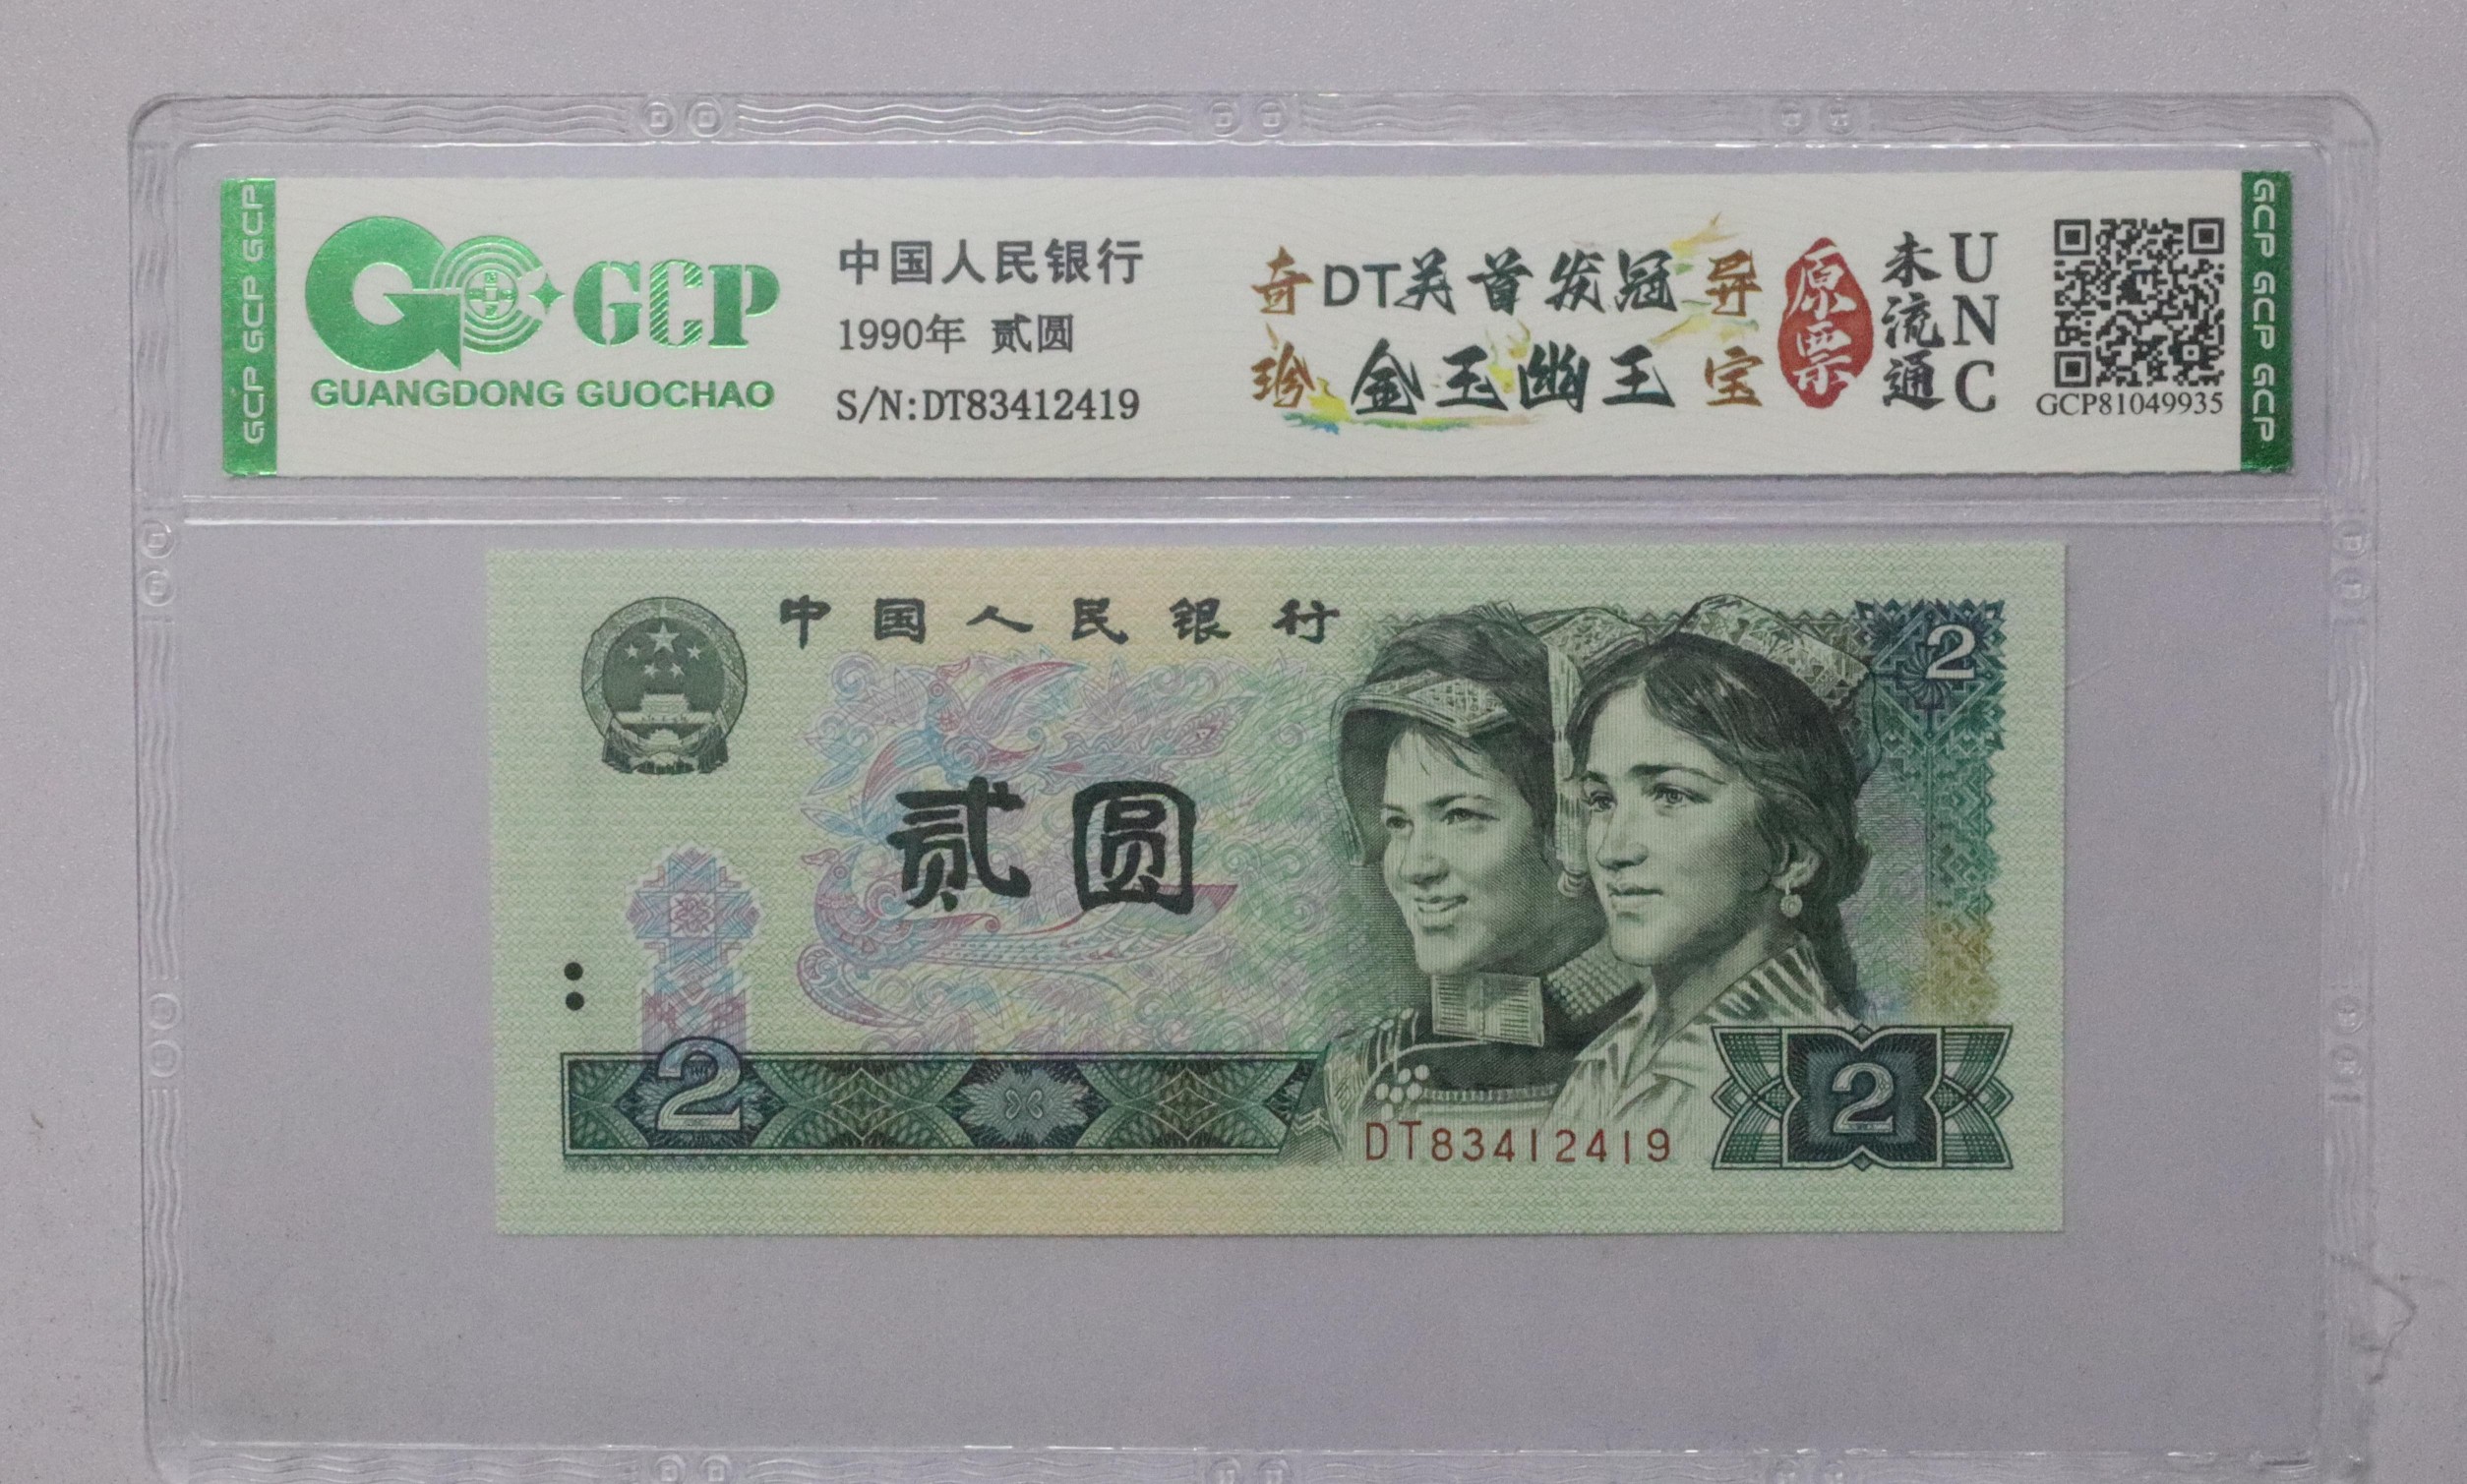 GCP GCP GCP
GCP
GUANGDONG GUOCHAO
中国人民银行
1990年 贰圆
S/N:DT83412419
奇DT关首发冠异
珍金玉幽王宝
原票
未流通
UNC
GCP81049935
GCP GCP GCP
中国人民银行
2
贰圆
2
DT83412419
2